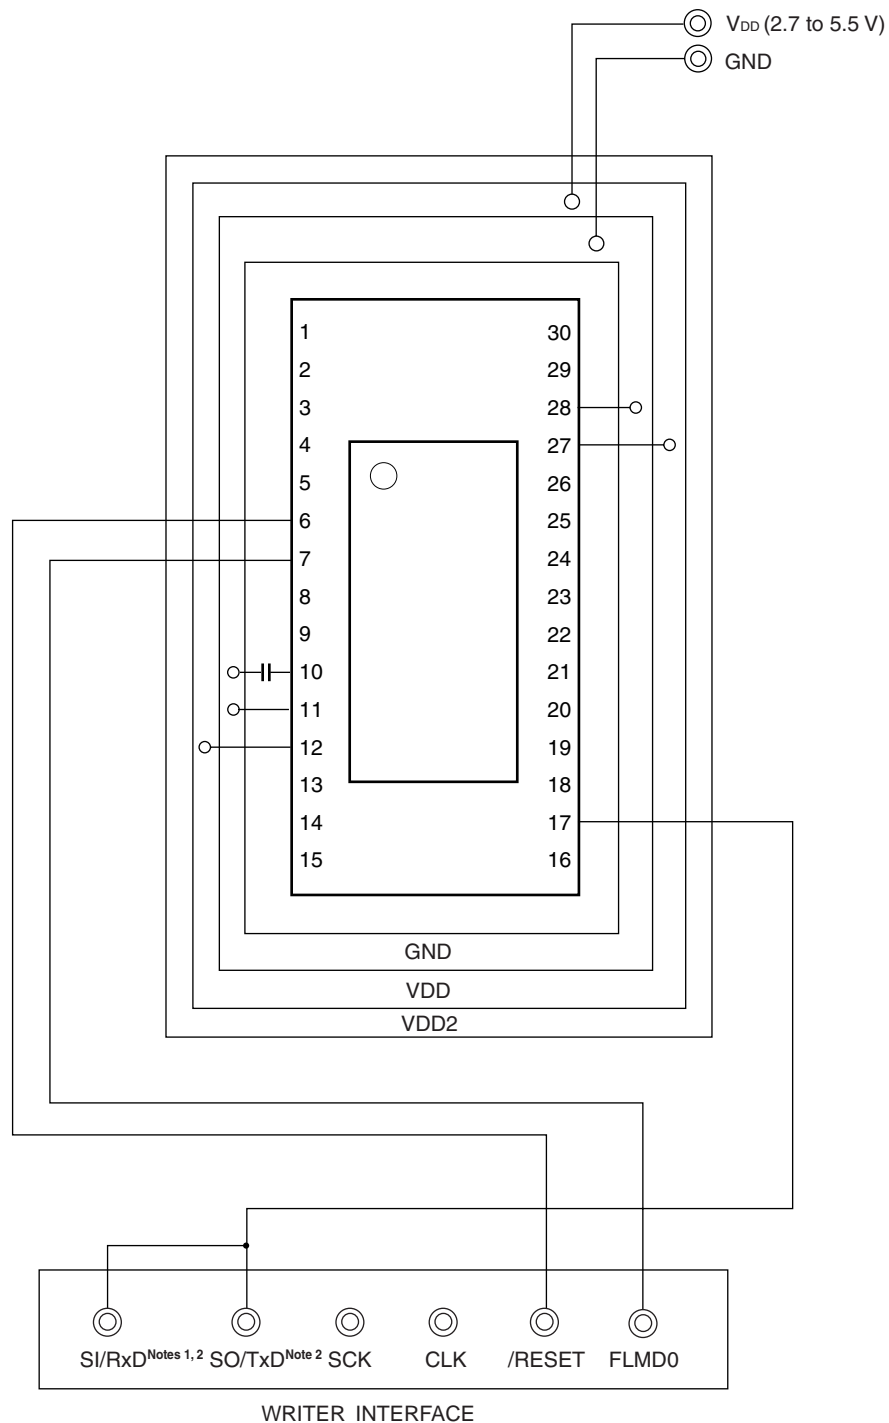 VDD (2.7 to 5.5 V)
GND
1 30
2 29
3 28
4 27
5 26
6 25
7 24
8 23
9 22
10 21
11 20
12 19
13 18
14 17
15 16
GND
VDD
VDD2
SI/RxDNotes 1, 2 SO/TxDNote 2 SCK CLK /RESET FLMD0
WRITER INTERFACE